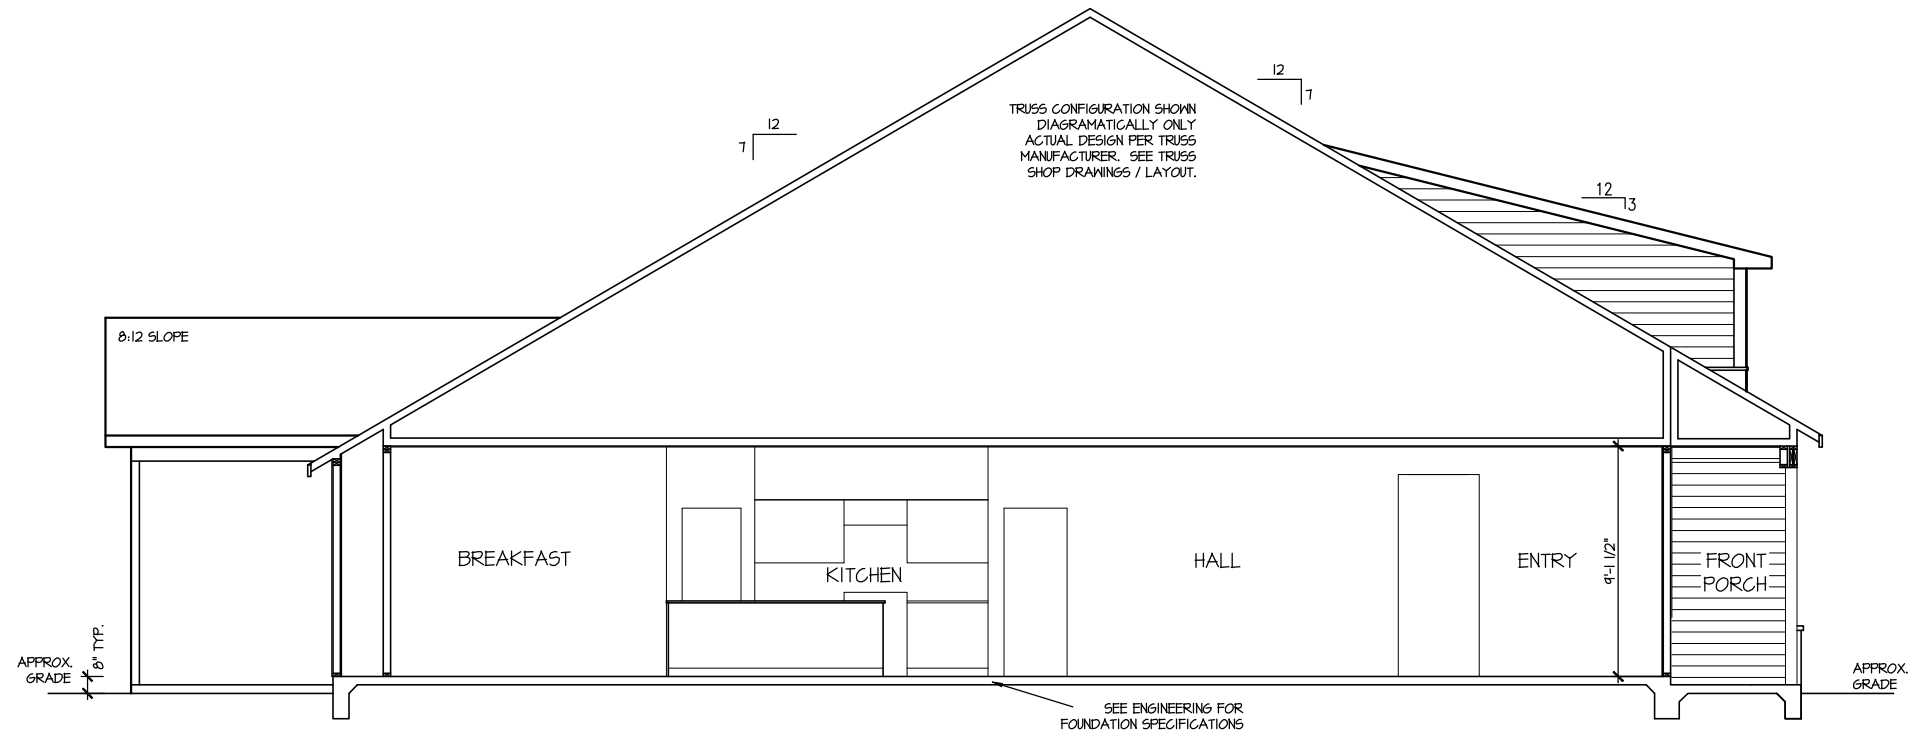 12
7
12
7
TRUSS CONFIGURATION SHOWN
DIAGRAMATICALLY ONLY
ACTUAL DESIGN PER TRUSS
MANUFACTURER. SEE TRUSS
SHOP DRAWINGS / LAYOUT.
12
3
8:12 SLOPE
BREAKFAST
KITCHEN
HALL
ENTRY
9'-1 1/2"
FRONT
PORCH
8" TYP.
APPROX.
GRADE
APPROX.
GRADE
SEE ENGINEERING FOR
FOUNDATION SPECIFICATIONS